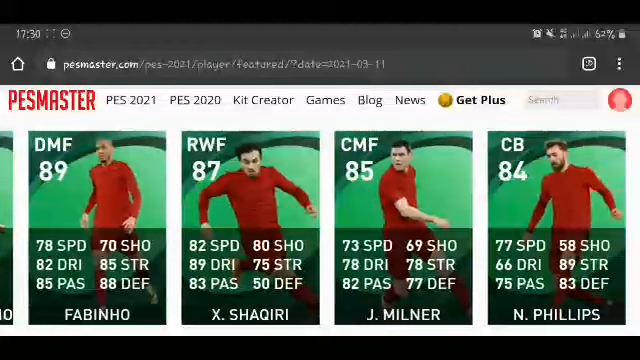 17:30
62%
pesmaster.com/pes-2021/player/featured/?date=2021-03-11
PESMASTER PES 2021 PES 2020 Kit Creator Games Blog News Get Plus Search
DMF
89
78 SPD 70 SHO
82 DRI 85 STR
85 PAS 88 DEF
FABINHO
RWF
87
82 SPD 80 SHO
89 DRI 75 STR
83 PAS 50 DEF
X. SHAQIRI
CMF
85
73 SPD 69 SHO
78 DRI 78 STR
82 PAS 77 DEF
J. MILNER
CB
84
77 SPD 58 SHO
66 DRI 89 STR
75 PAS 83 DEF
N. PHILLIPS